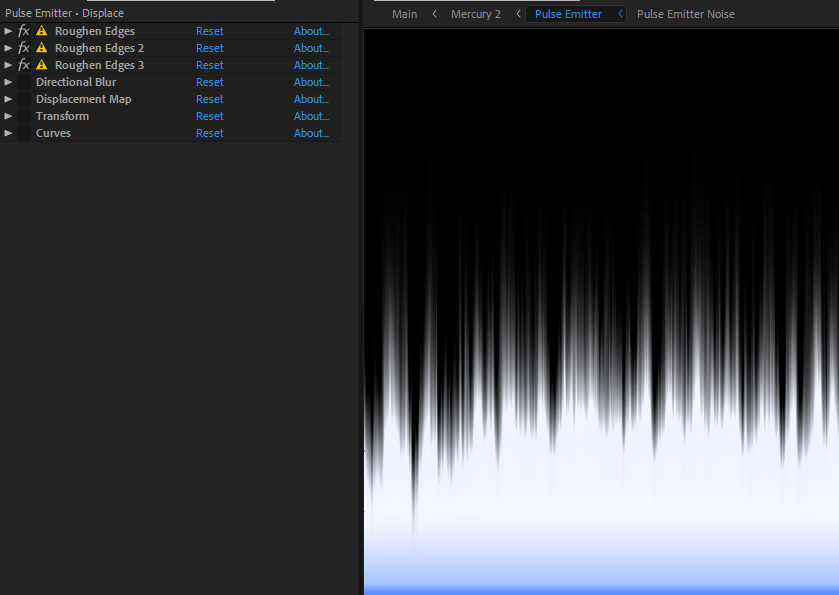 Pulse Emitter • Displace
Main < Mercury 2 < Pulse Emitter < Pulse Emitter Noise
fx Roughen Edges Reset About...
fx Roughen Edges 2 Reset About...
fx Roughen Edges 3 Reset About...
Directional Blur Reset About...
Displacement Map Reset About...
Transform Reset About...
Curves Reset About...